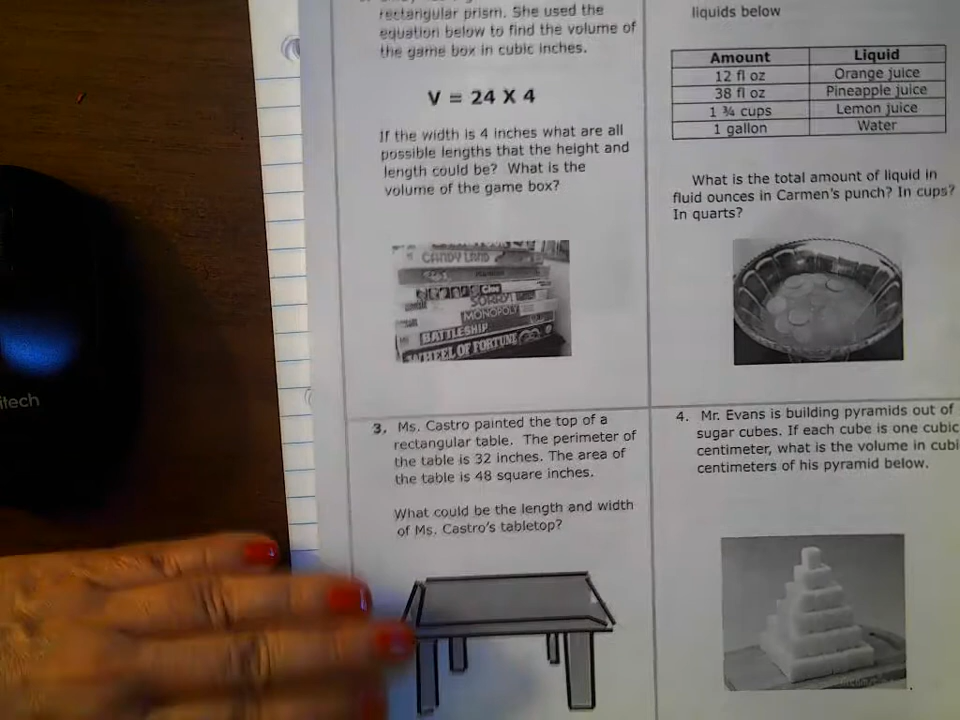 rectangular prism. She used the
equation below to find the volume of
the game box in cubic inches.
V = 24 X 4
If the width is 4 inches what are all
possible lengths that the height and
length could be? What is the
volume of the game box?
CANDY LAND
Clue
SORRY!
MONOPOLY
BATTLESHIP
WHEEL OF FORTUNE
liquids below
Amount Liquid
12 fl oz Orange juice
38 fl oz Pineapple juice
1 ¾ cups Lemon juice
1 gallon Water
What is the total amount of liquid in
fluid ounces in Carmen's punch? In cups?
In quarts?
3. Ms. Castro painted the top of a
rectangular table. The perimeter of
the table is 32 inches. The area of
the table is 48 square inches.
What could be the length and width
of Ms. Castro's tabletop?
4. Mr. Evans is building pyramids out of
sugar cubes. If each cube is one cubic
centimeter, what is the volume in cubi
centimeters of his pyramid below.
itech